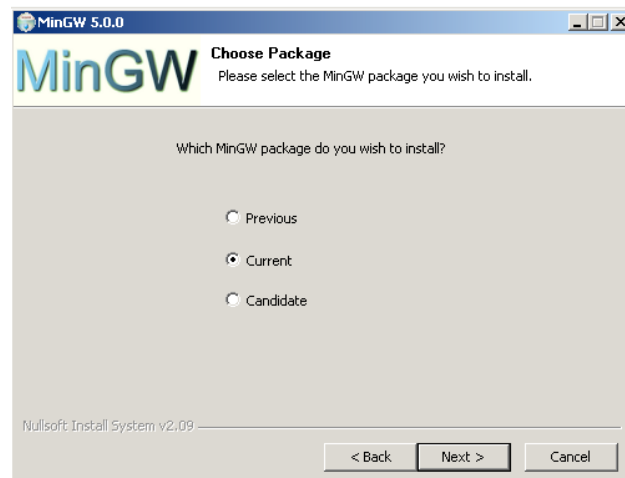 MinGW 5.0.0
MinGW
Choose Package
Please select the MinGW package you wish to install.
Which MinGW package do you wish to install?
Previous
Current
Candidate
Nullsoft Install System v2.09
< Back Next > Cancel